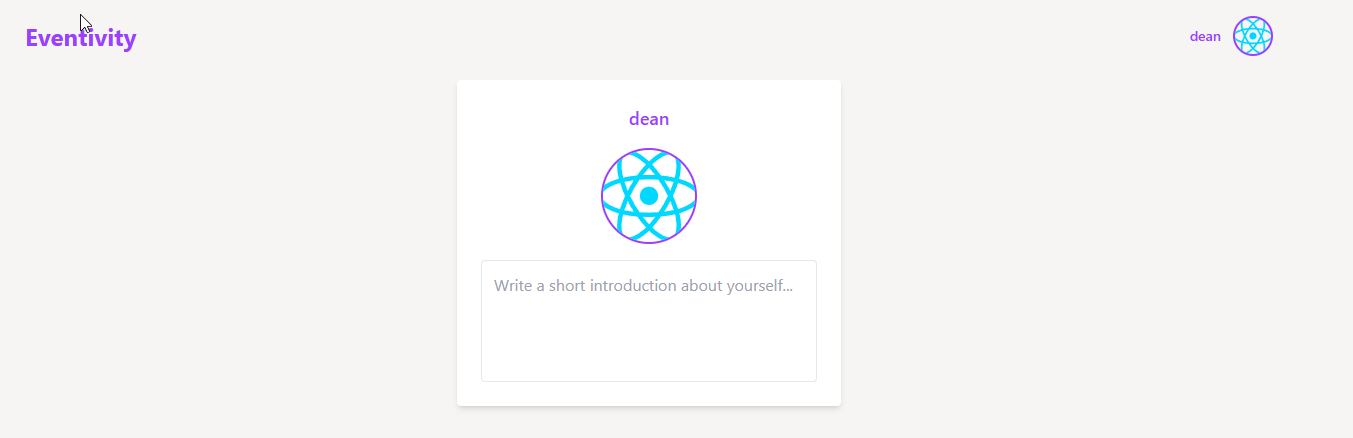 Eventivity
dean
dean
Write a short introduction about yourself...